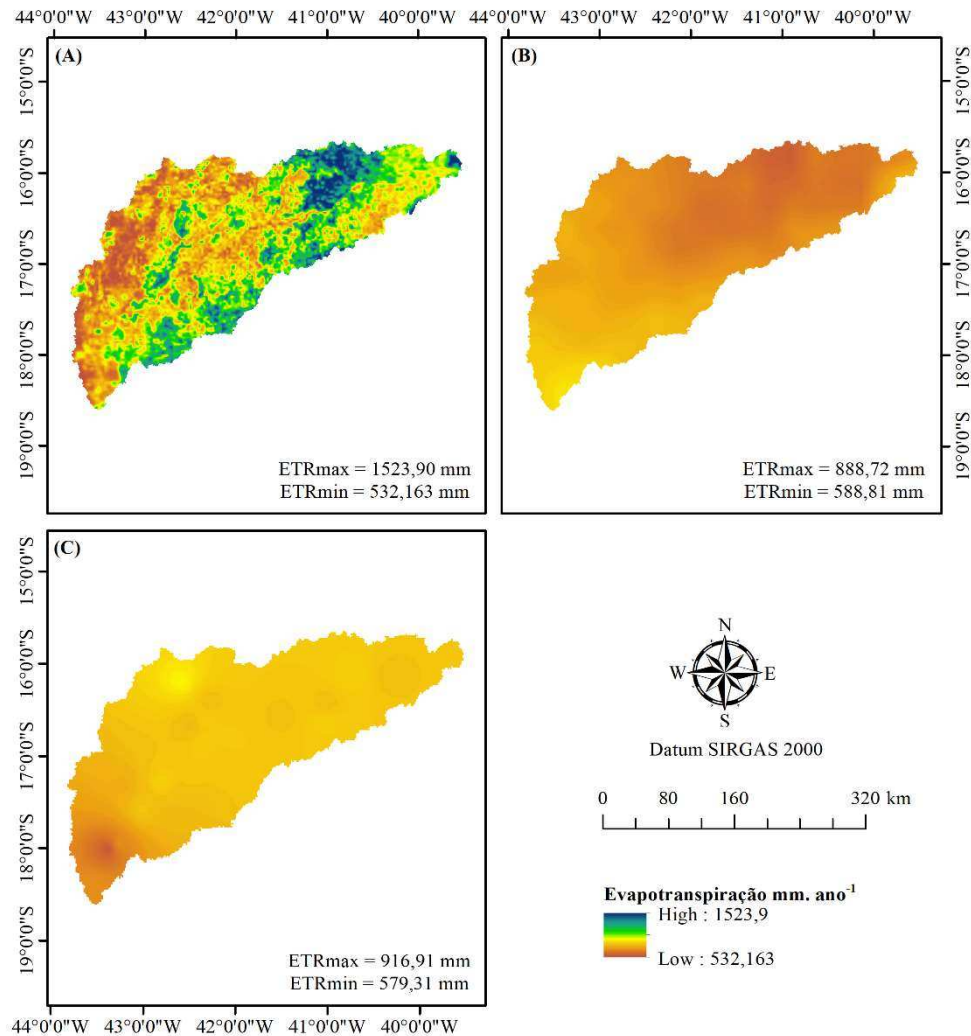 44°0'0"W 43°0'0"W 42°0'0"W 41°0'0"W 40°0'0"W
44°0'0"W 43°0'0"W 42°0'0"W 41°0'0"W 40°0'0"W
(A)
15°0'0"S
16°0'0"S
17°0'0"S
18°0'0"S
19°0'0"S
ETRmax = 1523,90 mm
ETRmin = 532,163 mm
(B)
15°0'0"S
16°0'0"S
17°0'0"S
18°0'0"S
19°0'0"S
ETRmax = 888,72 mm
ETRmin = 588,81 mm
(C)
15°0'0"S
16°0'0"S
17°0'0"S
18°0'0"S
19°0'0"S
ETRmax = 916,91 mm
ETRmin = 579,31 mm
44°0'0"W 43°0'0"W 42°0'0"W 41°0'0"W 40°0'0"W
N
W E
S
Datum SIRGAS 2000
0 80 160 320 km
Evapotranspiração mm. ano⁻¹
High : 1523,9
Low : 532,163